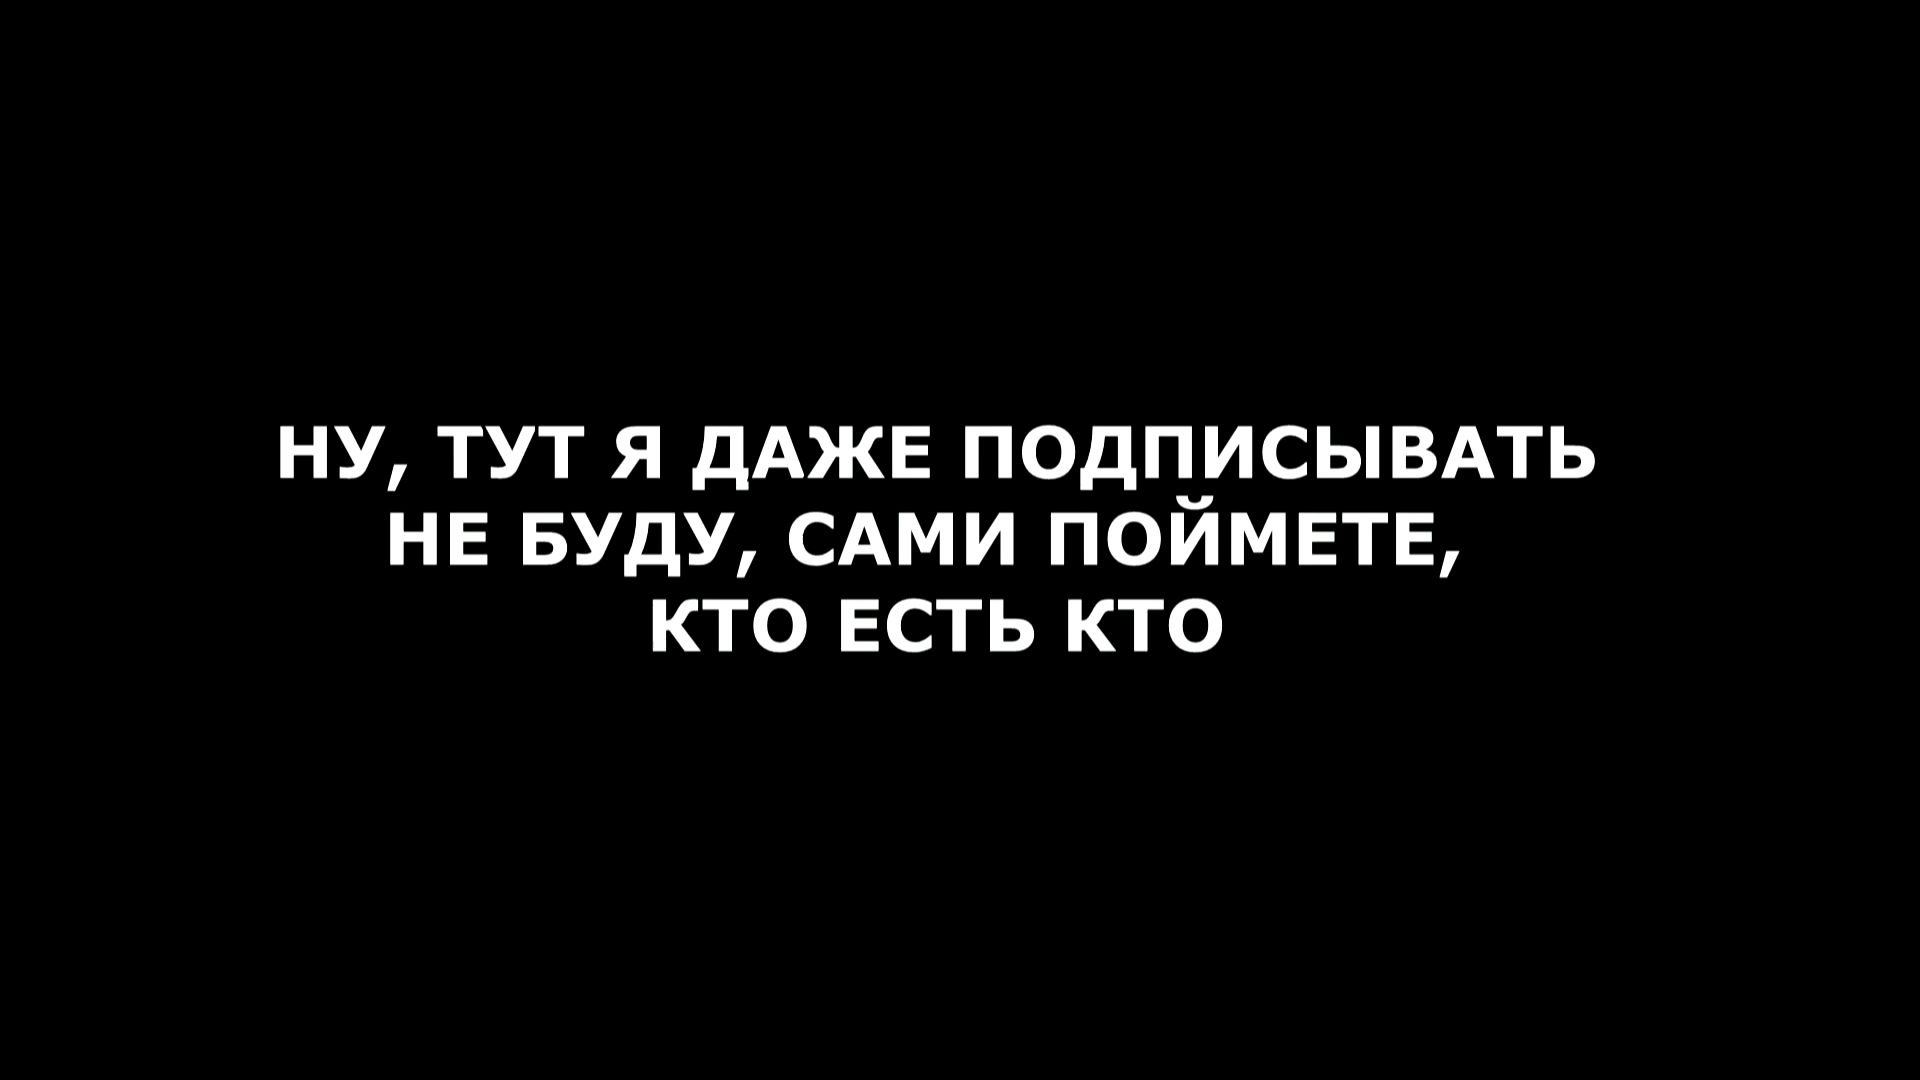 НУ, ТУТ Я ДАЖЕ ПОДПИСЫВАТЬ
НЕ БУДУ, САМИ ПОЙМЕТЕ,
КТО ЕСТЬ КТО